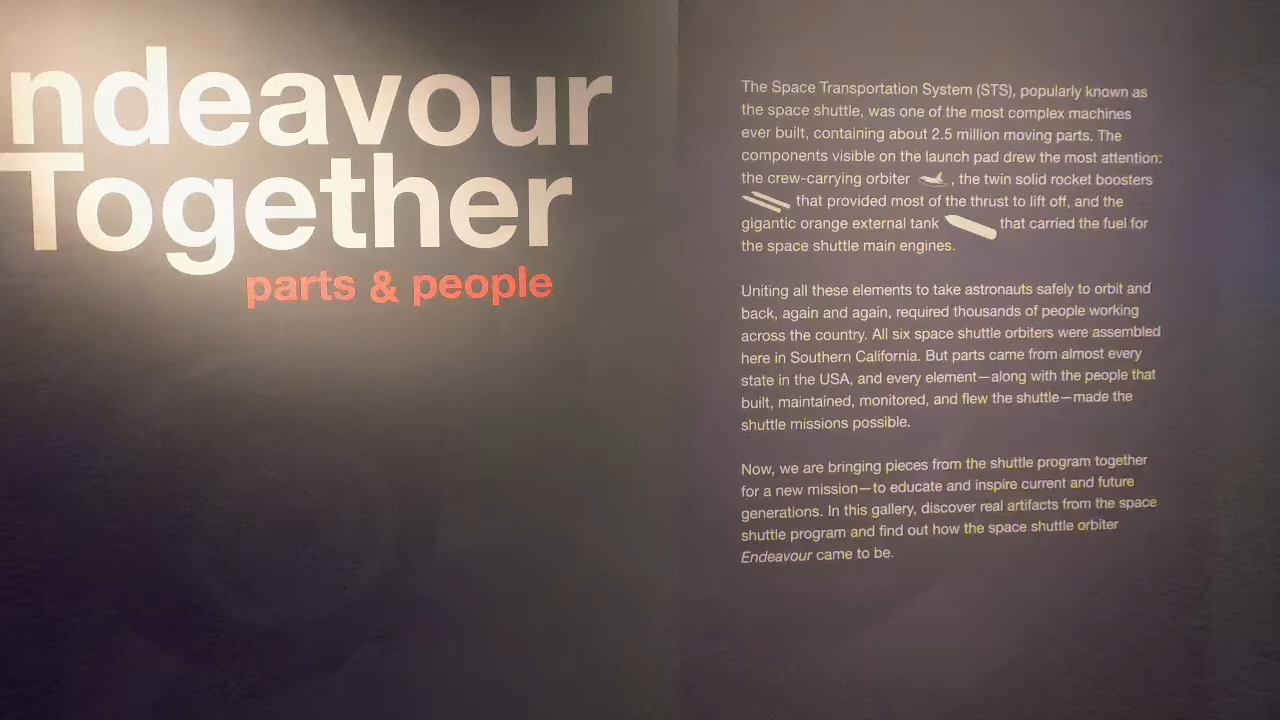 ndeavour
Together
parts & people
The Space Transportation System (STS), popularly known as
the space shuttle, was one of the most complex machines
ever built, containing about 2.5 million moving parts. The
components visible on the launch pad drew the most attention:
the crew-carrying orbiter , the twin solid rocket boosters
that provided most of the thrust to lift off, and the
gigantic orange external tank that carried the fuel for
the space shuttle main engines.
Uniting all these elements to take astronauts safely to orbit and
back, again and again, required thousands of people working
across the country. All six space shuttle orbiters were assembled
here in Southern California. But parts came from almost every
state in the USA, and every element—along with the people that
built, maintained, monitored, and flew the shuttle—made the
shuttle missions possible.
Now, we are bringing pieces from the shuttle program together
for a new mission—to educate and inspire current and future
generations. In this gallery, discover real artifacts from the space
shuttle program and find out how the space shuttle orbiter
Endeavour came to be.